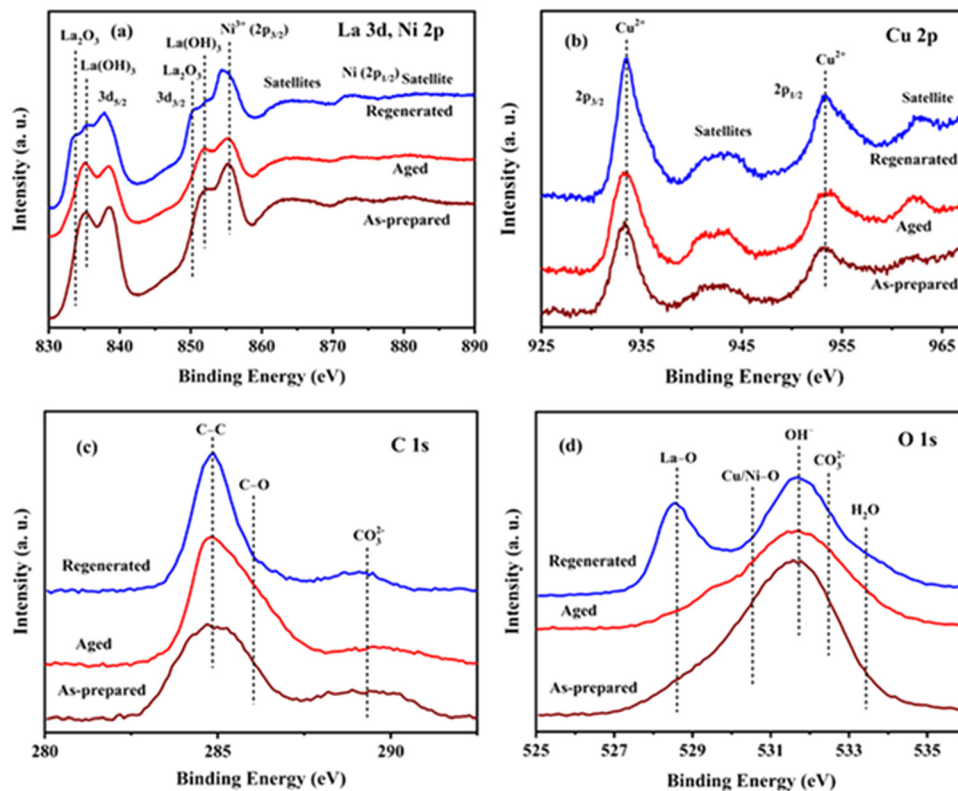 (a)
La 3d, Ni 2p
La₂O₃
La(OH)₃
3d₅/₂
3d₃/₂
La₂O₃
La(OH)₃
Ni³⁺ (2p₃/₂)
Satellites
Ni (2p₁/₂) Satellite
Regenerated
Aged
As-prepared
Intensity (a. u.)
830 840 850 860 870 880 890
Binding Energy (eV)
(b)
Cu 2p
Cu²⁺
2p₃/₂
Satellites
2p₁/₂
Cu²⁺
Satellite
Regenarated
Aged
As-prepared
Intensity (a. u.)
925 935 945 955 965
Binding Energy (eV)
(c)
C 1s
C–C
C–O
CO₃²⁻
Regenerated
Aged
As-prepared
Intensity (a. u.)
280 285 290
Binding Energy (eV)
(d)
O 1s
La–O
Cu/Ni–O
OH⁻
CO₃²⁻
H₂O
Regenerated
Aged
As-prepared
Intensity (a. u.)
525 527 529 531 533 535
Binding Energy (eV)